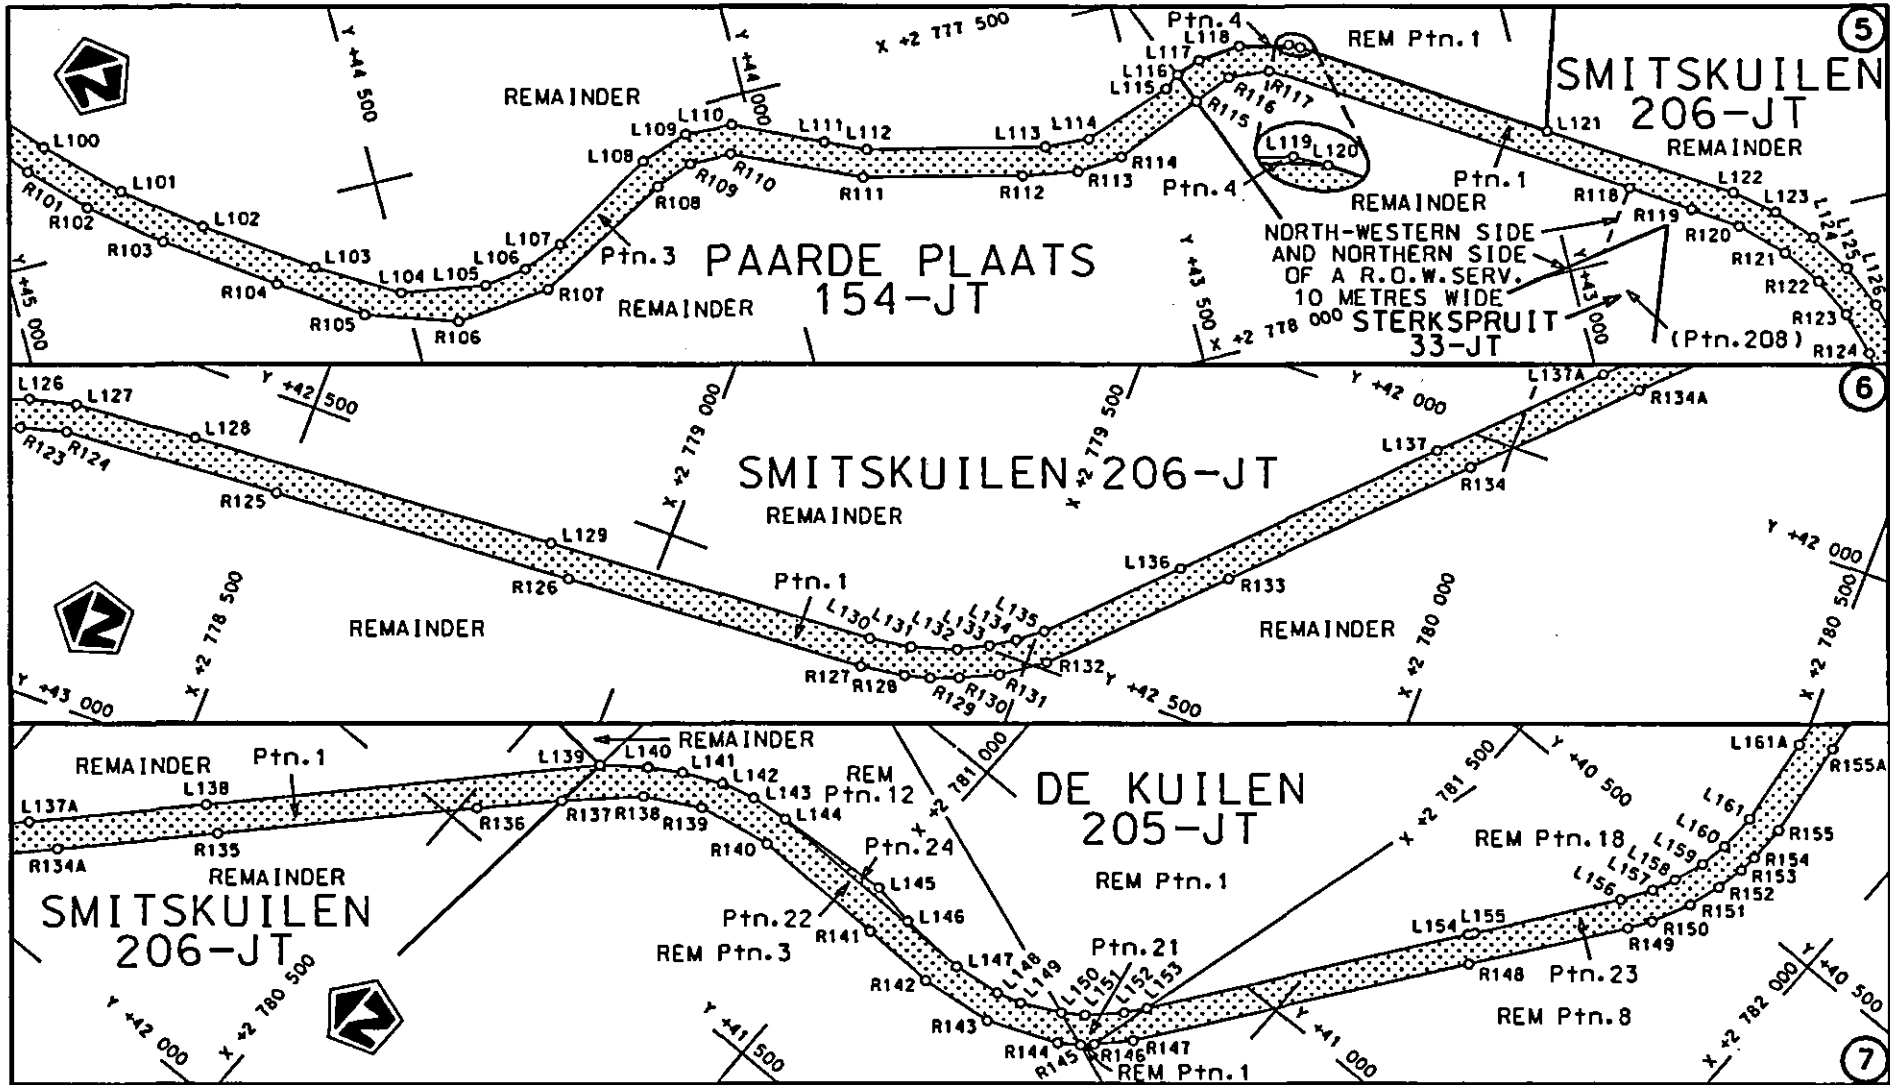 5
Y +44 500
Y +44 000
X +2 777 500
Ptn.4
REM Ptn.1
SMITSKUILEN
206-JT
REMAINDER
REMAINDER
L100
L101
L102
L103
L104
L105
L106
L107
L108
L109
L110
L111
L112
L113
L114
L115
L116
L117
L118
L119
L120
L121
L122
L123
L124
L125
L126
R101
R102
R103
R104
R105
R106
R107
R108
R109
R110
R111
R112
R113
R114
R115
R116
R117
R118
R119
R120
R121
R122
R123
R124
Ptn.3
Ptn.4
Ptn.1
PAARDE PLAATS
154-JT
REMAINDER
REMAINDER
NORTH-WESTERN SIDE
AND NORTHERN SIDE
OF A R.O.W.SERV.
10 METRES WIDE
STERKSPRUIT
33-JT
(Ptn.208)
Y +45 000
Y +43 500
X +2 778 000
Y +43 000
6
L126
L127
L128
L129
L130
L131
L132
L133
L134
L135
L136
L137
L137A
R123
R124
R125
R126
R127
R128
R129
R130
R131
R132
R133
R134
R134A
Y +42 500
X +2 779 000
X +2 779 500
Y +42 000
SMITSKUILEN 206-JT
REMAINDER
Ptn.1
REMAINDER
REMAINDER
Y +42 000
X +2 778 500
Y +43 000
Y +42 500
X +2 780 000
X +2 780 500
7
REMAINDER
Ptn.1
REMAINDER
L137A
L138
L139
L140
L141
L142
L143
L144
L145
L146
L147
L148
L149
L150
L151
L152
L153
L154
L155
L156
L157
L158
L159
L160
L161
L161A
R134A
R135
R136
R137
R138
R139
R140
R141
R142
R143
R144
R145
R146
R147
R148
R149
R150
R151
R152
R153
R154
R155
R155A
REM
Ptn.12
X +2 781 000
DE KUILEN
205-JT
REM Ptn.1
X +2 781 500
Y +40 500
REM Ptn.18
Ptn.24
Ptn.22
REM Ptn.3
Ptn.21
REM Ptn.1
Ptn.23
REM Ptn.8
REMAINDER
SMITSKUILEN
206-JT
Y +42 000
X +2 780 500
Y +41 500
Y +41 000
X +2 782 000
Y +40 500